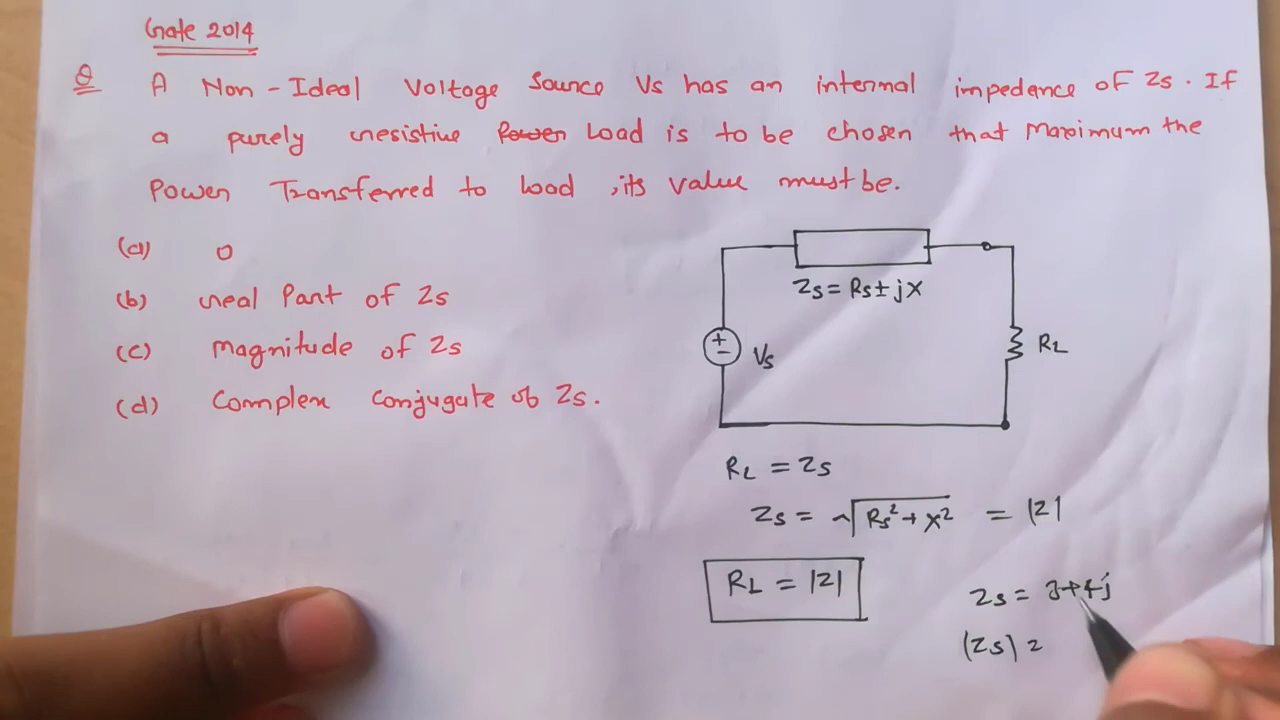 Gate 2014
Q A Non-Ideal Voltage Source Vs has an internal impedance of Zs. If
a purely resistive Power Load is to be chosen that Maximum the
Power Transferred to load, its value must be.
(a) 0
(b) real Part of Zs
(c) magnitude of Zs
(d) Complex conjugate of Zs.
Zs = Rs ± jX
+
-
Vs
RL
RL = Zs
Zs = √Rs²+X² = |Z|
RL = |Z|
Zs = 3+4j
|Zs| =